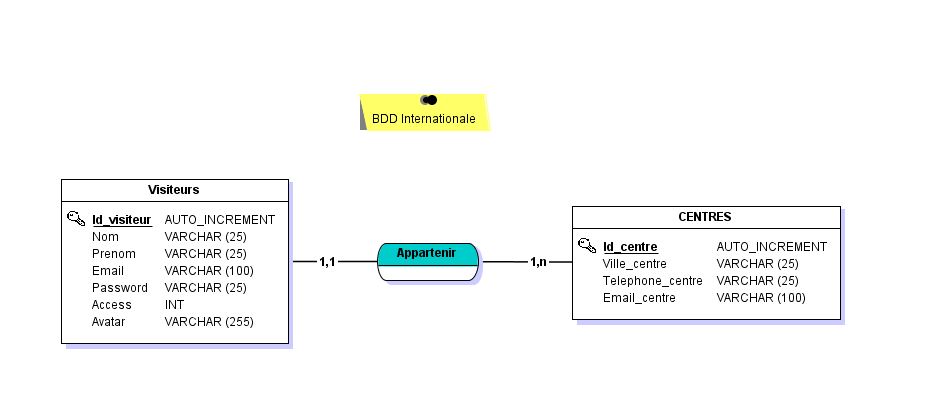 BDD Internationale
Visiteurs
Id_visiteur AUTO_INCREMENT
Nom VARCHAR (25)
Prenom VARCHAR (25)
Email VARCHAR (100)
Password VARCHAR (25)
Access INT
Avatar VARCHAR (255)
1,1
Appartenir
1,n
CENTRES
Id_centre AUTO_INCREMENT
Ville_centre VARCHAR (25)
Telephone_centre VARCHAR (25)
Email_centre VARCHAR (100)